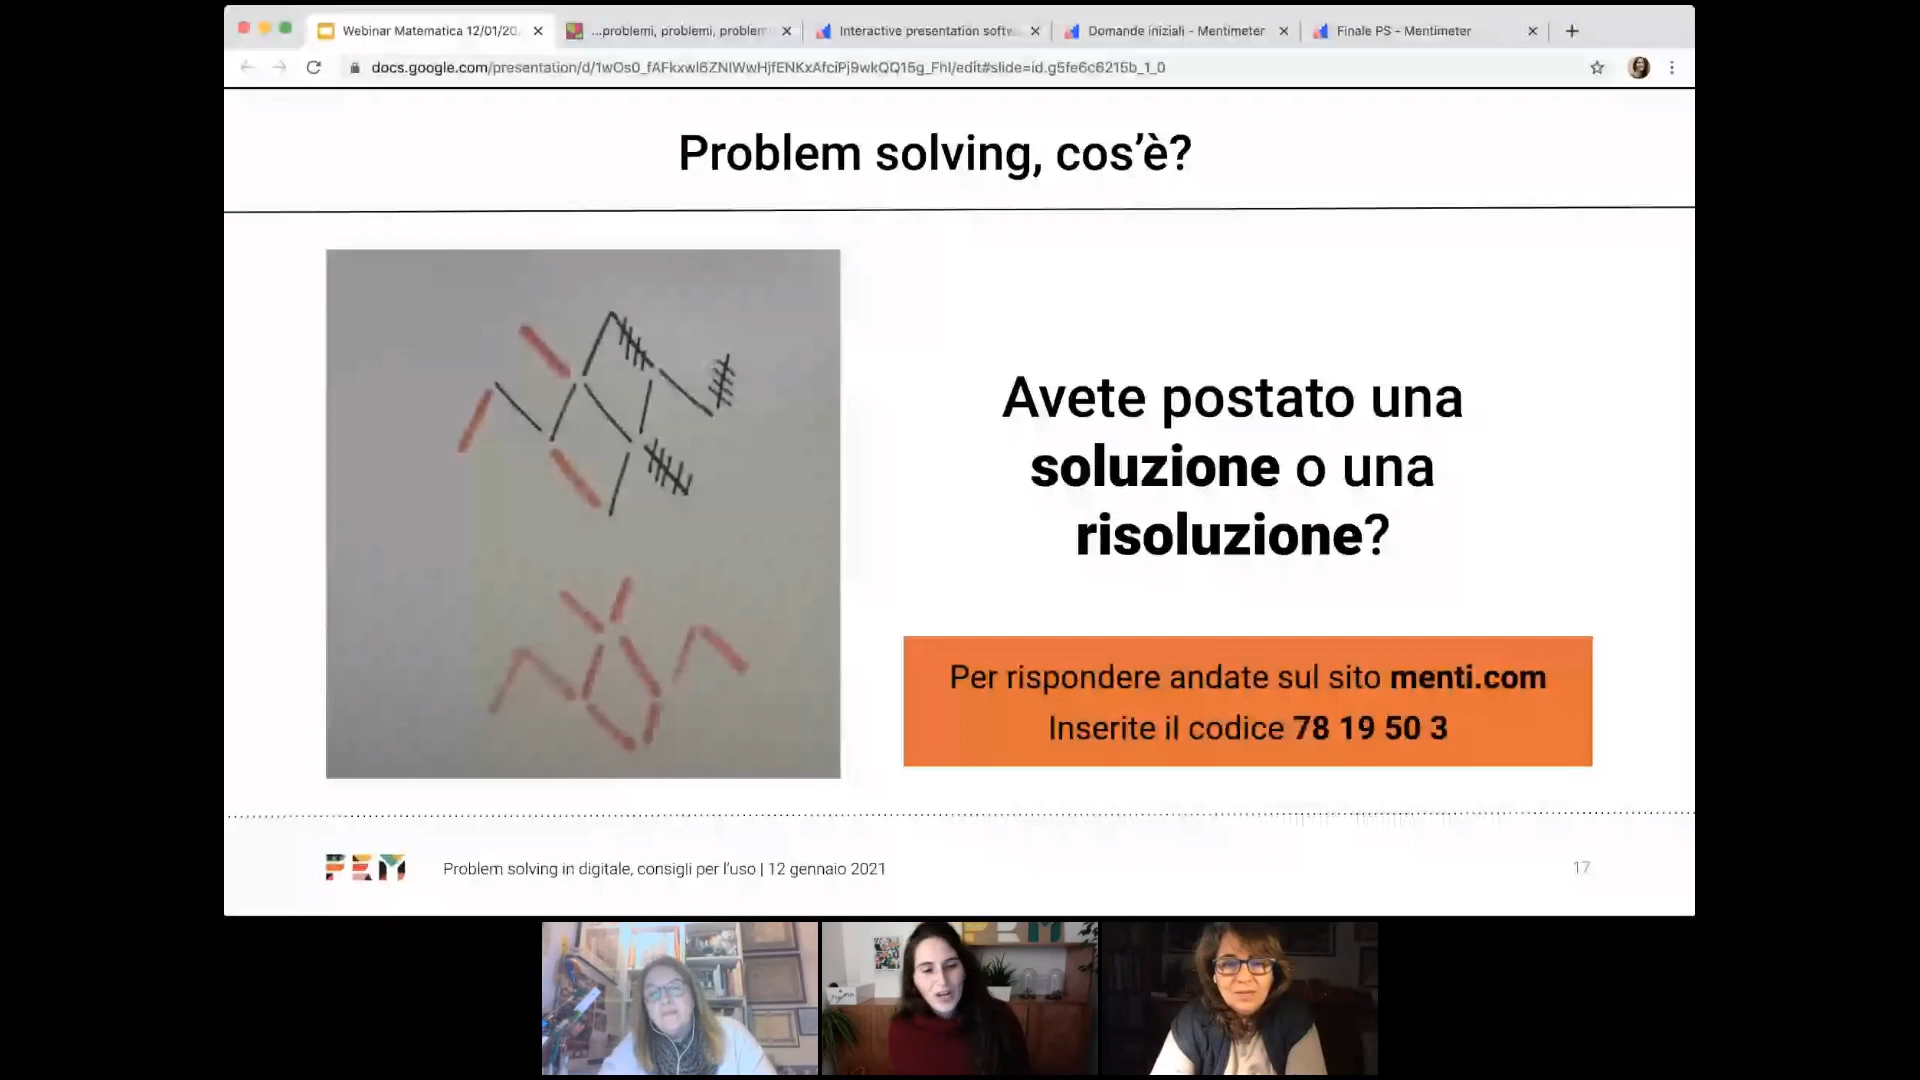 Webinar Matematica 12/01/20
...problemi, problemi, problem
Interactive presentation softw
Domande iniziali - Mentimeter
Finale PS - Mentimeter
docs.google.com/presentation/d/1wOs0_fAFkxwl6ZNIWwHjfENKxAfciPj9wkQQ15g_FhI/edit#slide=id.g5fe6c6215b_1_0
Problem solving, cos'è?
Avete postato una
soluzione o una
risoluzione?
Per rispondere andate sul sito menti.com
Inserite il codice 78 19 50 3
FEM
Problem solving in digitale, consigli per l'uso | 12 gennaio 2021
17